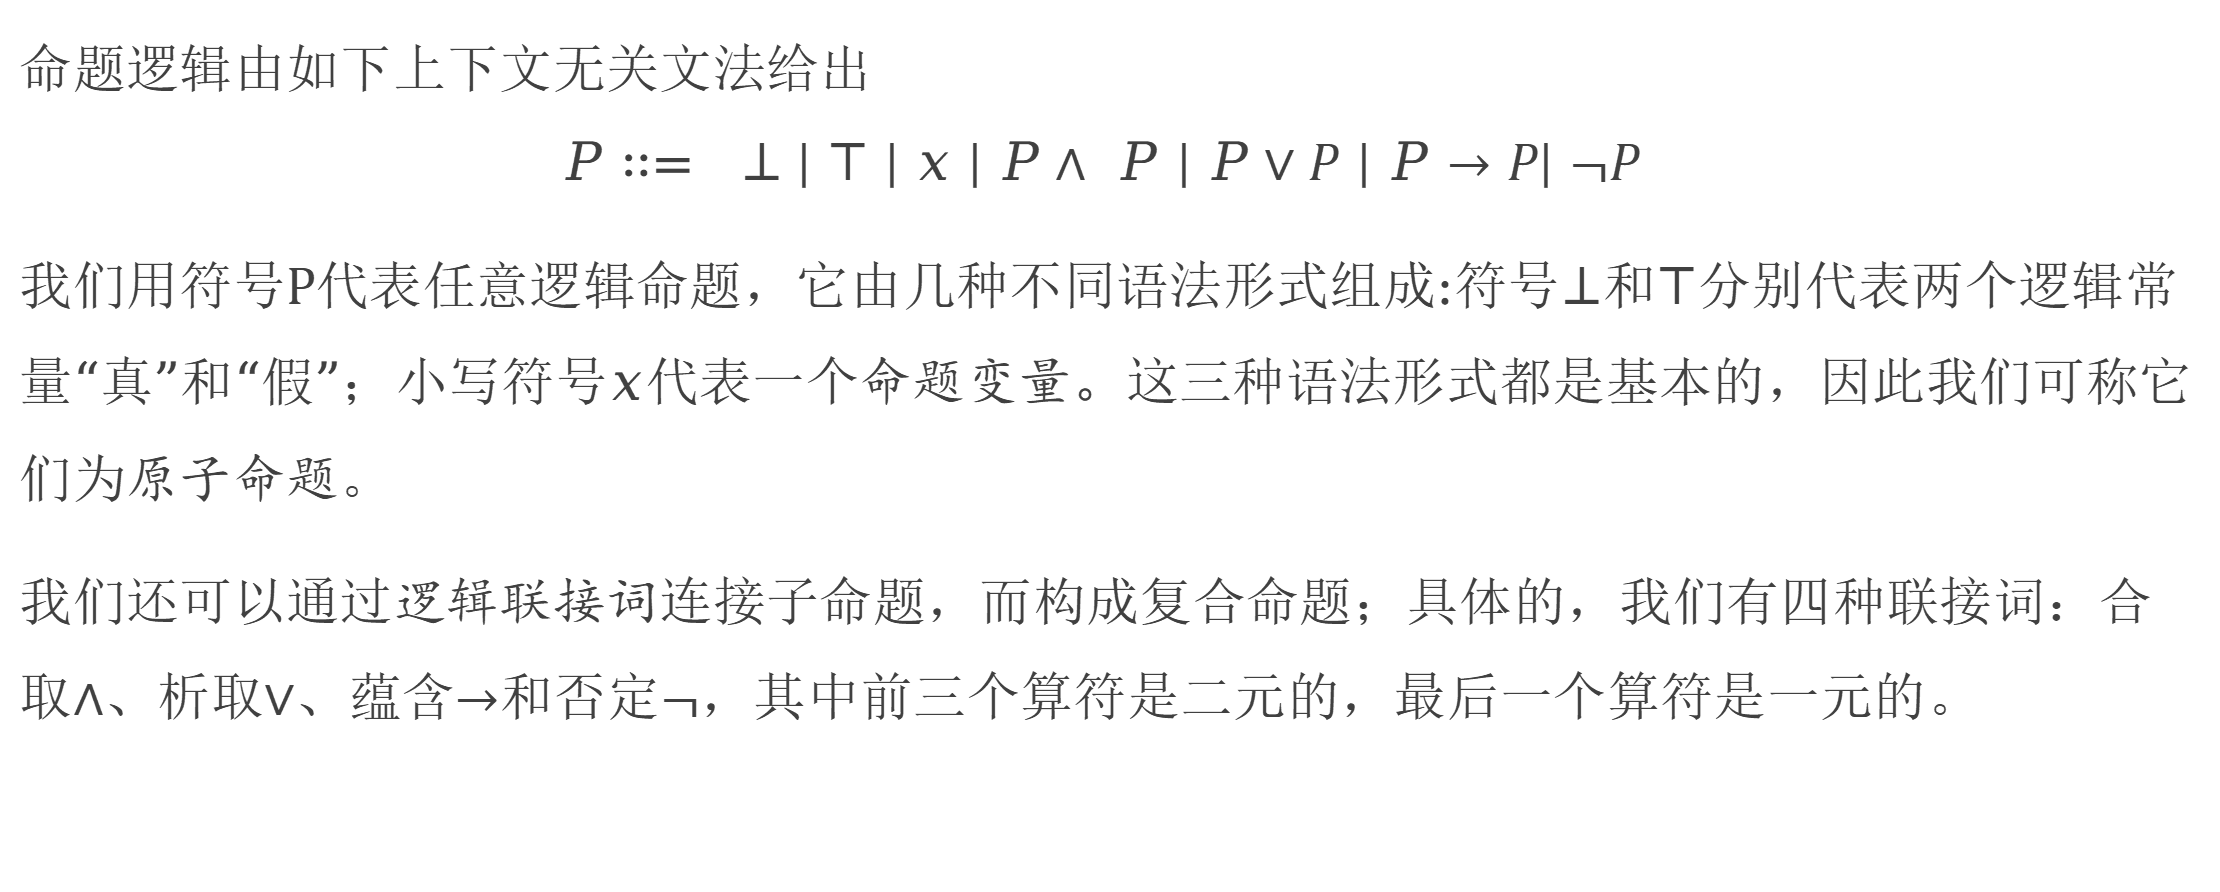 命题逻辑由如下上下文无关文法给出
P ::= ⊥ | ⊤ | x | P ∧ P | P ∨ P | P → P| ¬P
我们用符号P代表任意逻辑命题，它由几种不同语法形式组成:符号⊥和⊤分别代表两个逻辑常
量“真”和“假”；小写符号x代表一个命题变量。这三种语法形式都是基本的，因此我们可称它
们为原子命题。
我们还可以通过逻辑联接词连接子命题，而构成复合命题；具体的，我们有四种联接词：合
取∧、析取∨、蕴含→和否定¬，其中前三个算符是二元的，最后一个算符是一元的。